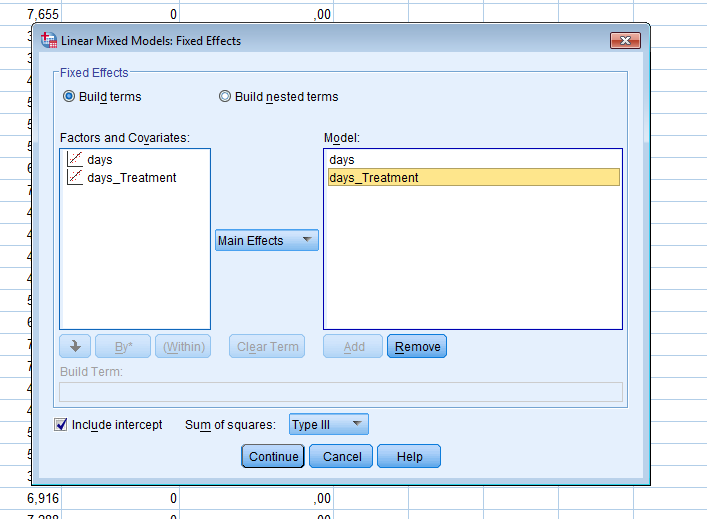 7,655 0 ,00
Linear Mixed Models: Fixed Effects
Fixed Effects
Build terms Build nested terms
Factors and Covariates: Model:
days days
days_Treatment days_Treatment
Main Effects
By* (Within) Clear Term Add Remove
Build Term:
Include intercept Sum of squares: Type III
Continue Cancel Help
6,916 0 ,00